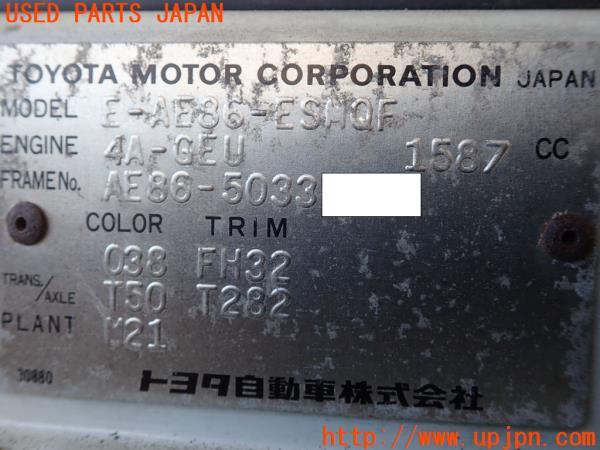 USED PARTS JAPAN
TOYOTA MOTOR CORPORATION JAPAN
MODEL E-AE86-ESMQF
ENGINE 4A-GEU 1587 CC
FRAME No. AE86-5033
COLOR TRIM
038 FH32
TRANS./AXLE T50 T282
PLANT M21
30880
トヨタ自動車株式会社
UsedPartsJapan
http://www.upjpn.com